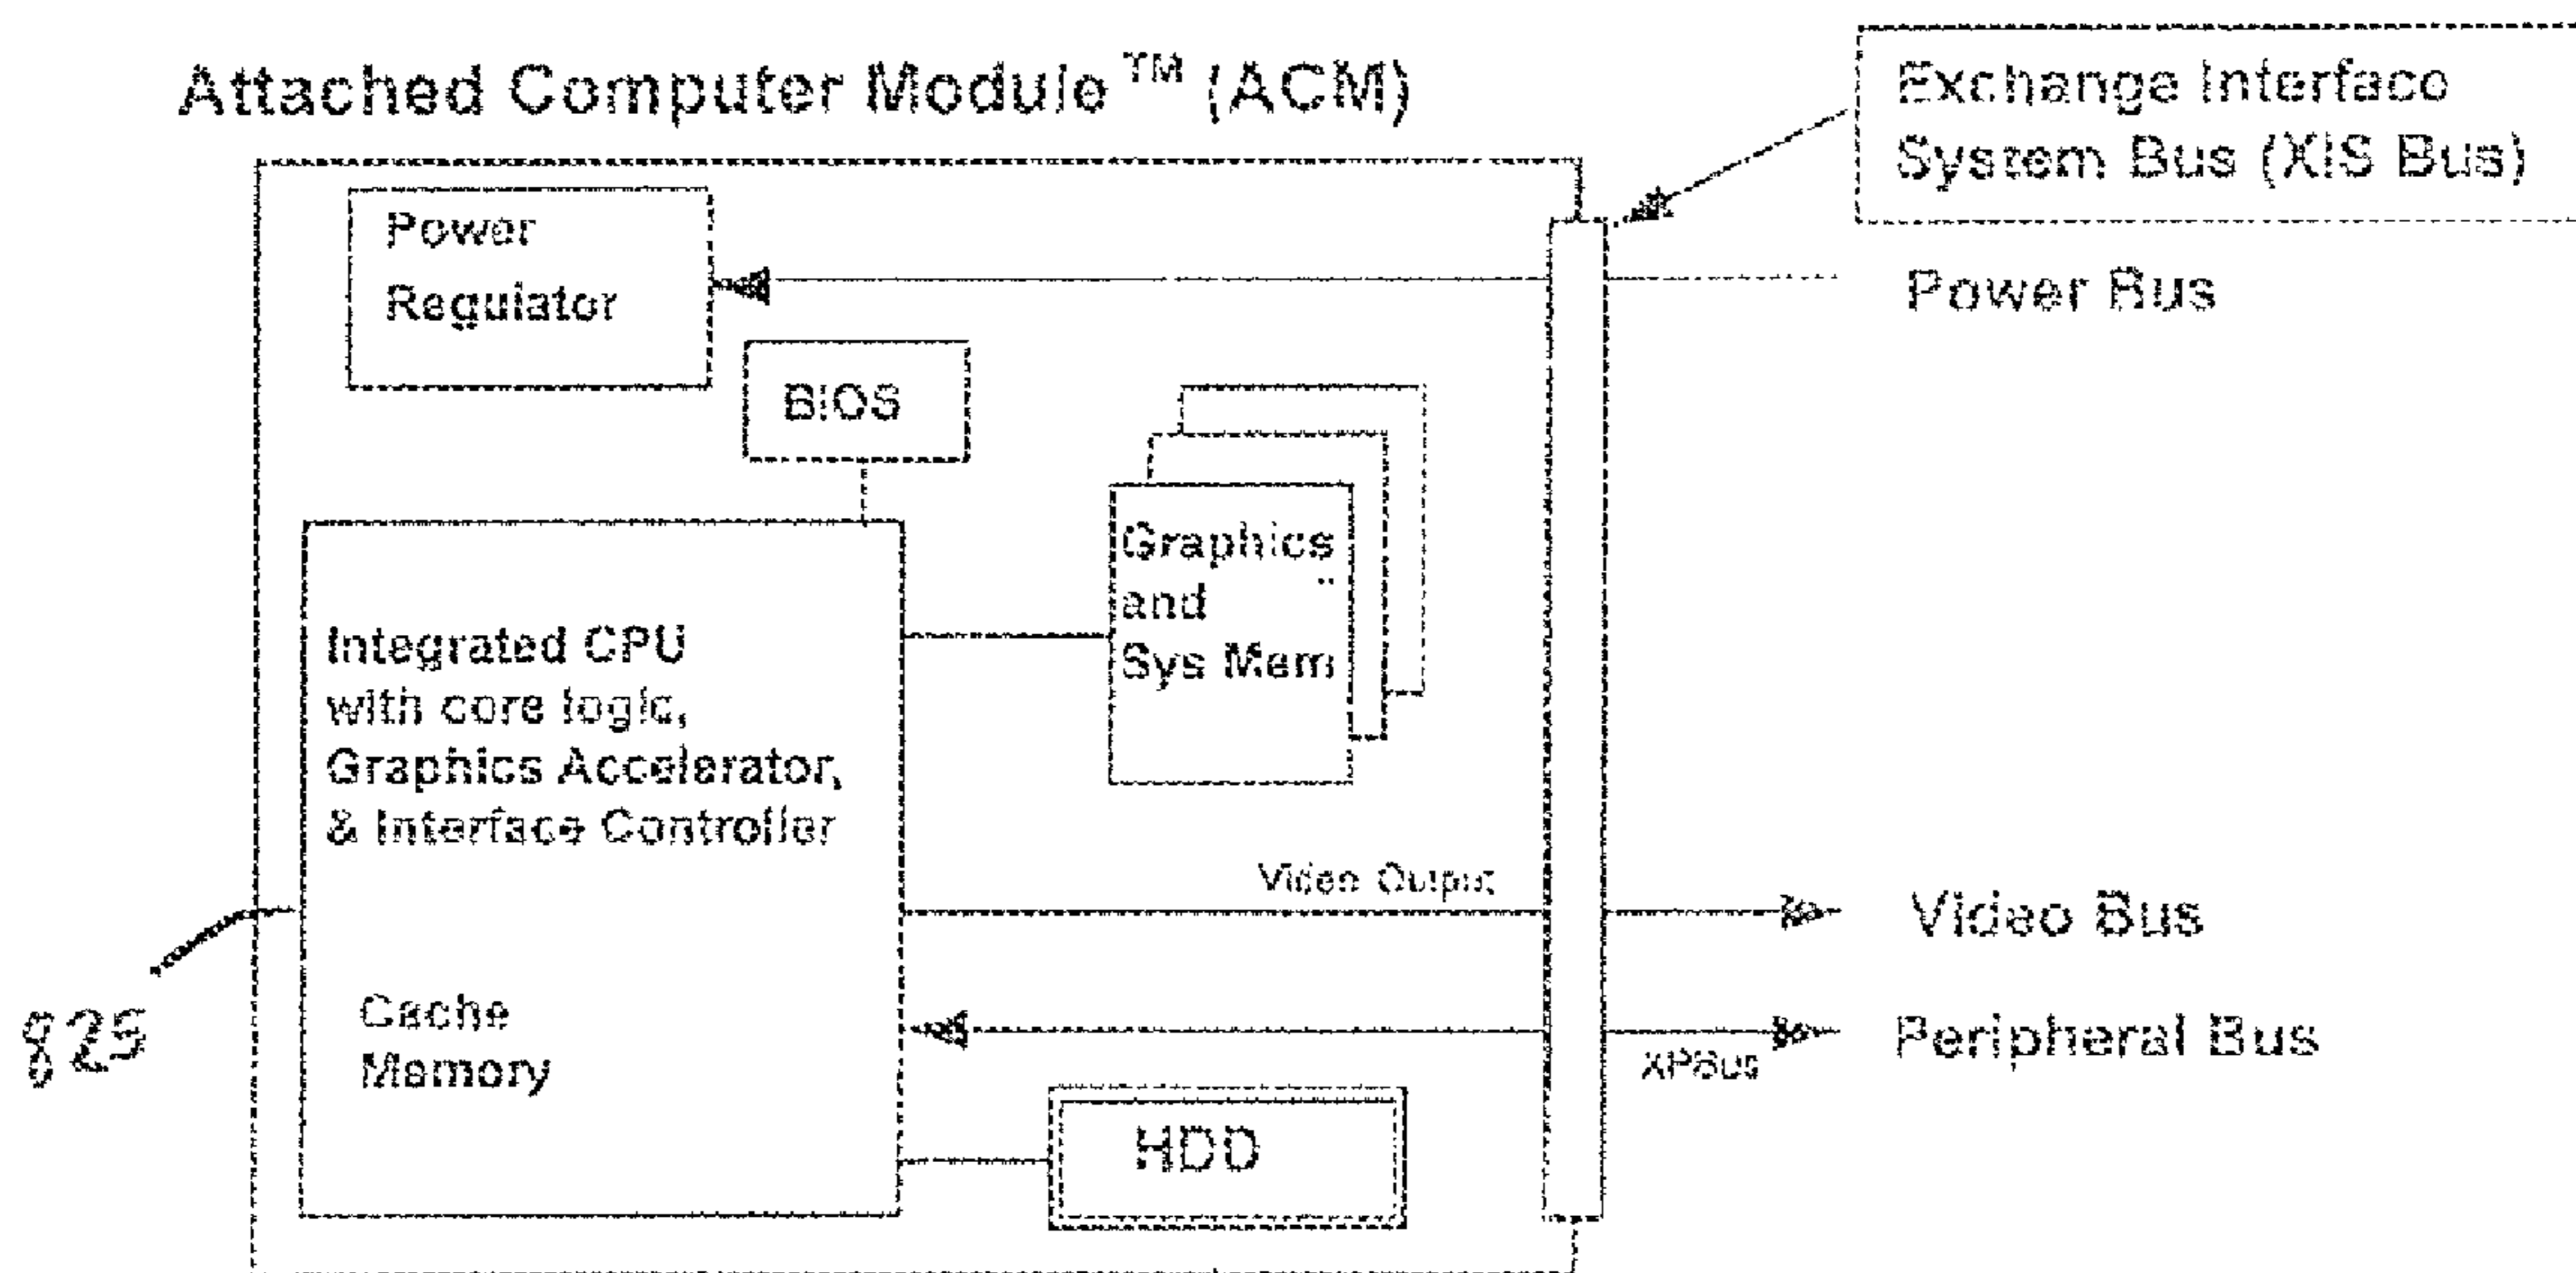 Attached Computer Module™ (ACM)
Exchange Interface
System Bus (XIS Bus)
Power
Regulator
Power Bus
BIOS
Graphics
and
Sys Mem
Integrated CPU
with core logic,
Graphics Accelerator,
& Interface Controller
Video Output
Video Bus
825
Cache
Memory
Peripheral Bus
XPBus
HDD